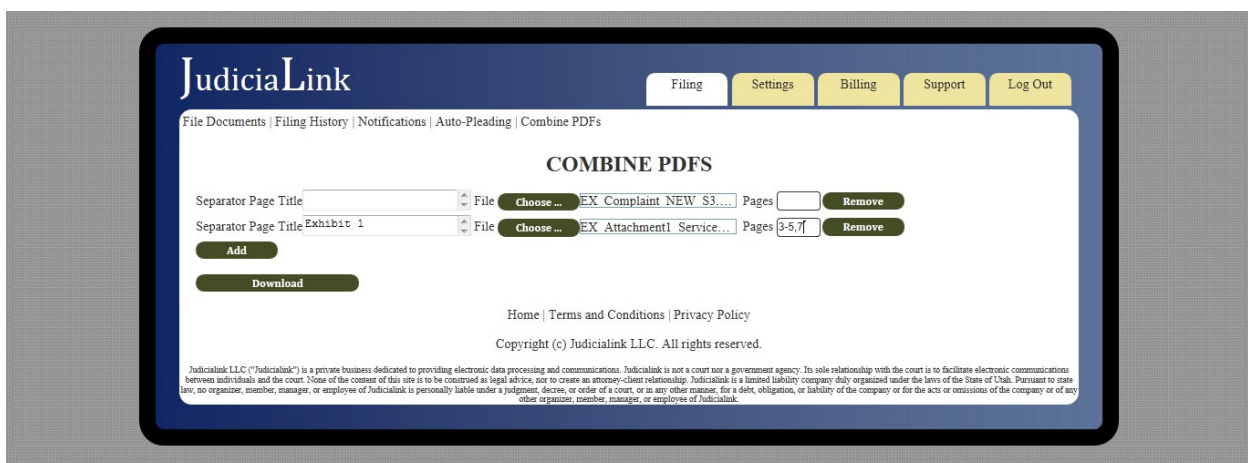 JudiciaLink
Filing Settings Billing Support Log Out
File Documents | Filing History | Notifications | Auto-Pleading | Combine PDFs
COMBINE PDFS
Separator Page Title File Choose ... EX_Complaint_NEW_S3.... Pages Remove
Separator Page Title Exhibit 1 File Choose ... EX_Attachment1_Service... Pages 3-5,7 Remove
Add
Download
Home | Terms and Conditions | Privacy Policy
Copyright (c) Judicialink LLC. All rights reserved.
Judicialink LLC ("Judicialink") is a private business dedicated to providing electronic data processing and communications. Judicialink is not a court nor a government agency. Its sole relationship with the court is to facilitate electronic communications
between individuals and the court. None of the content of this site is to be construed as legal advice, nor to create an attorney-client relationship. Judicialink is a limited liability company duly organized under the laws of the State of Utah. Pursuant to state
law, no organizer, member, manager, or employee of Judicialink is personally liable under a judgment, decree, or order of a court, or in any other manner, for a debt, obligation, or liability of the company or for the acts or omissions of the company or of any
other organizer, member, manager, or employee of Judicialink.